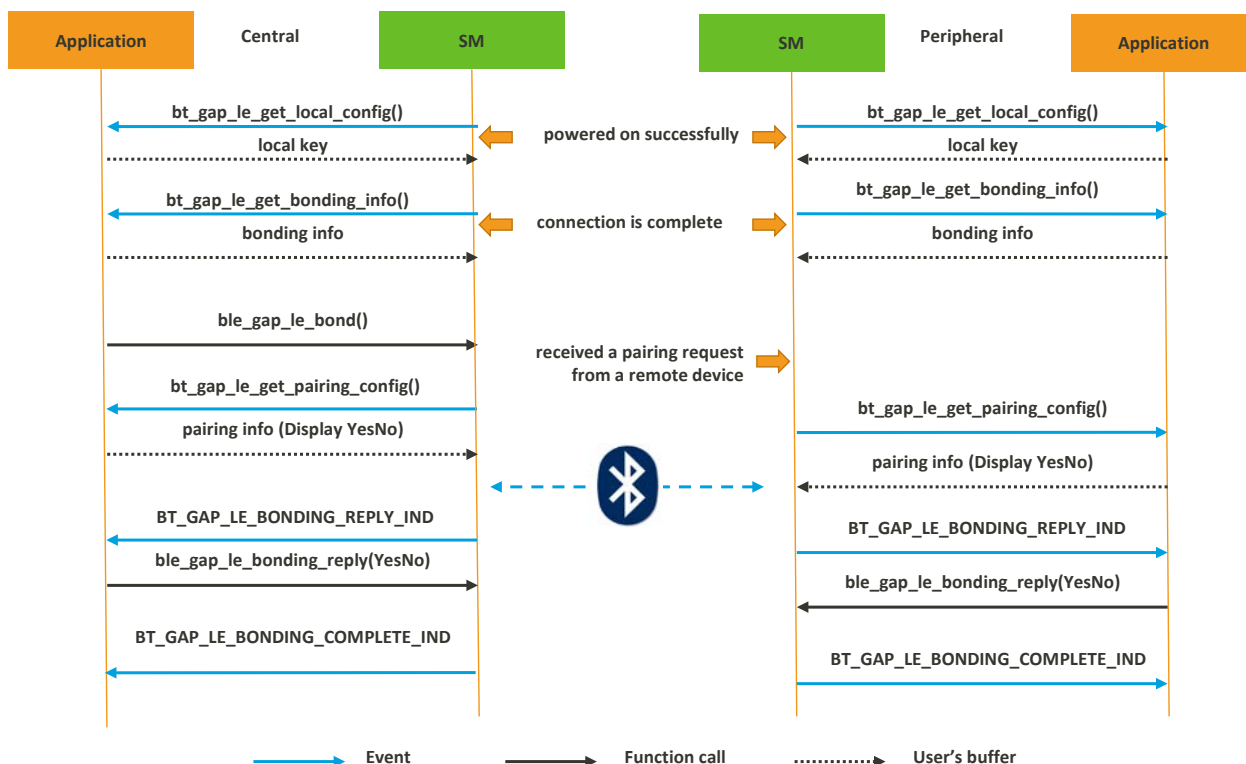 Application
Central
SM
SM
Peripheral
Application
bt_gap_le_get_local_config()
powered on successfully
bt_gap_le_get_local_config()
local key
local key
bt_gap_le_get_bonding_info()
connection is complete
bt_gap_le_get_bonding_info()
bonding info
bonding info
ble_gap_le_bond()
received a pairing request
from a remote device
bt_gap_le_get_pairing_config()
bt_gap_le_get_pairing_config()
pairing info (Display YesNo)
pairing info (Display YesNo)
BT_GAP_LE_BONDING_REPLY_IND
BT_GAP_LE_BONDING_REPLY_IND
ble_gap_le_bonding_reply(YesNo)
ble_gap_le_bonding_reply(YesNo)
BT_GAP_LE_BONDING_COMPLETE_IND
BT_GAP_LE_BONDING_COMPLETE_IND
Event
Function call
User’s buffer